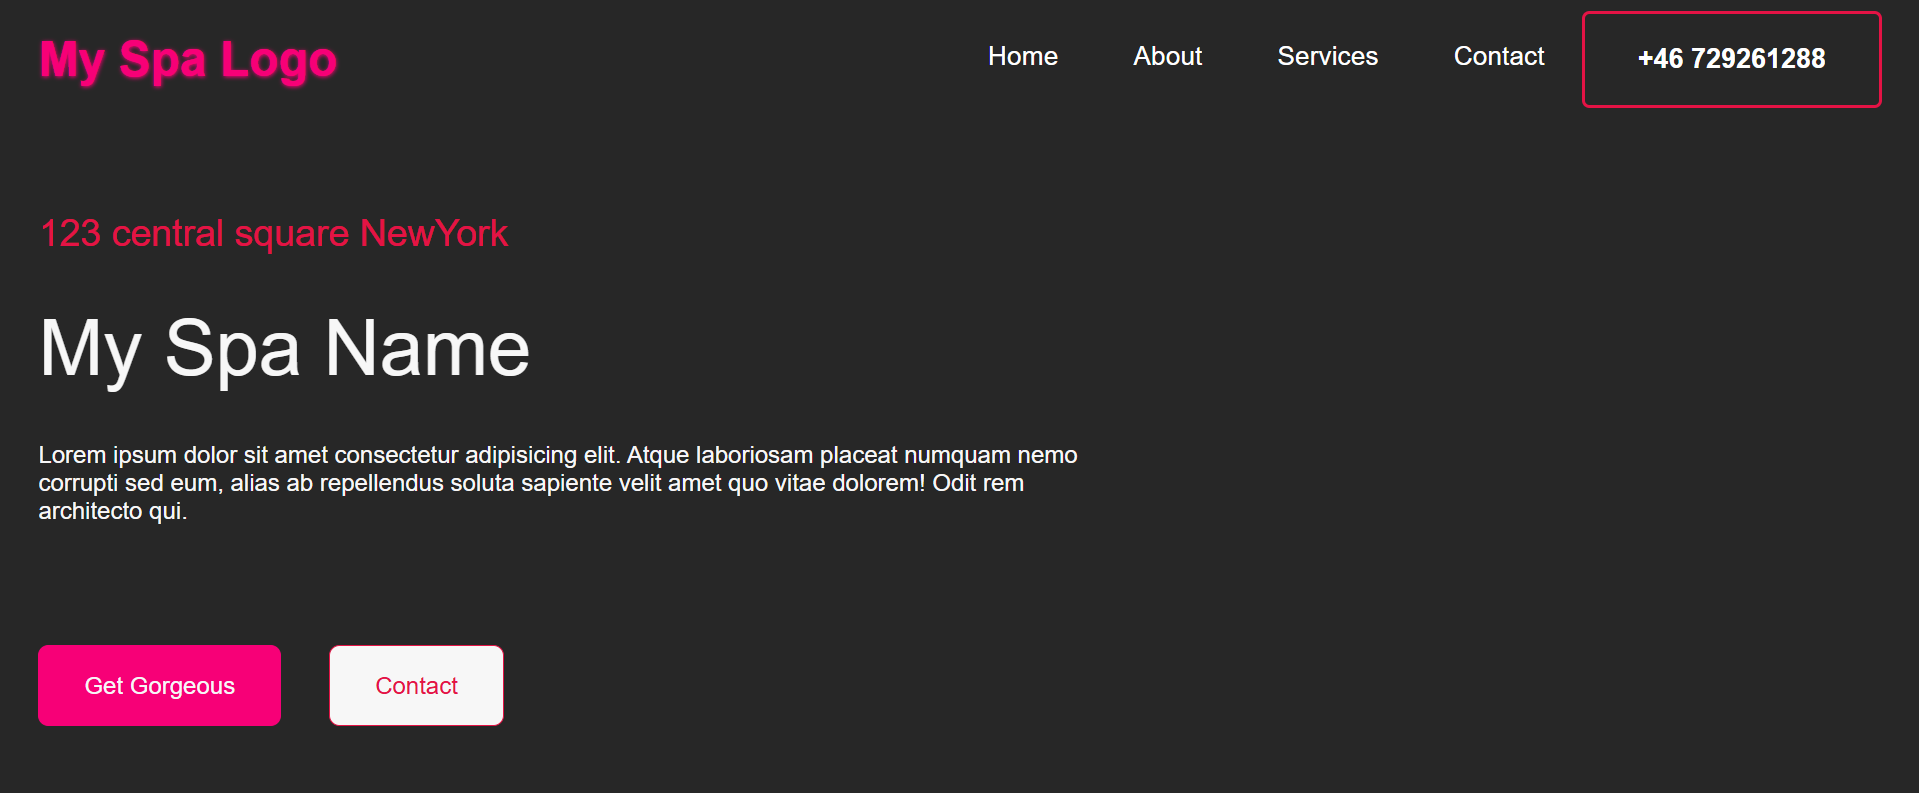 My Spa Logo
Home
About
Services
Contact
+46 729261288
123 central square NewYork
My Spa Name
Lorem ipsum dolor sit amet consectetur adipisicing elit. Atque laboriosam placeat numquam nemo
corrupti sed eum, alias ab repellendus soluta sapiente velit amet quo vitae dolorem! Odit rem
architecto qui.
Get Gorgeous
Contact